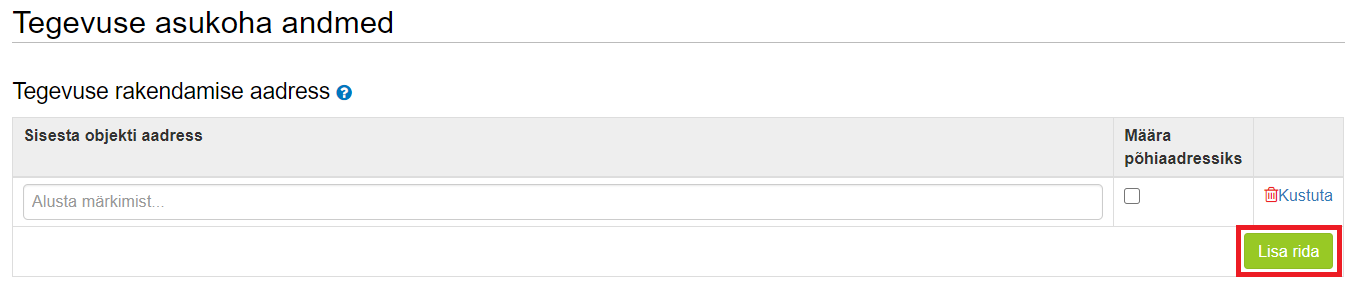 Tegevuse asukoha andmed
Tegevuse rakendamise aadress
Sisesta objekti aadress
Määra
põhiaadressiks
Alusta märkimist...
Kustuta
Lisa rida